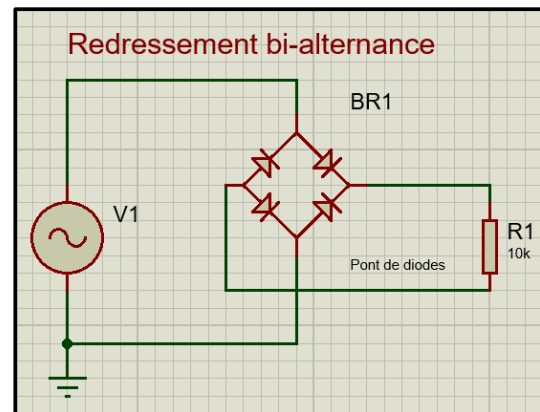 Redressement bi-alternance
BR1
V1
R1
10k
Pont de diodes